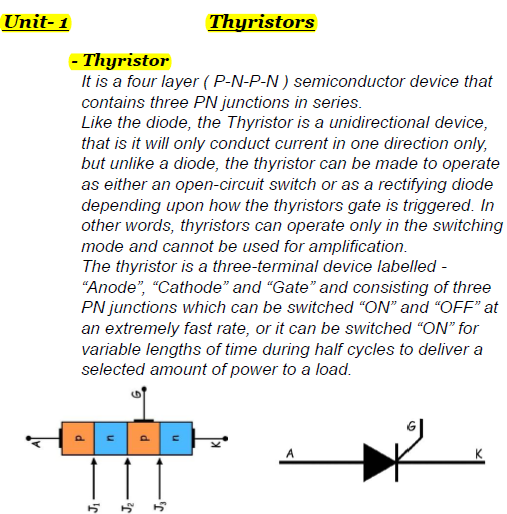 Unit- 1
Thyristors
- Thyristor
It is a four layer ( P-N-P-N ) semiconductor device that
contains three PN junctions in series.
Like the diode, the Thyristor is a unidirectional device,
that is it will only conduct current in one direction only,
but unlike a diode, the thyristor can be made to operate
as either an open-circuit switch or as a rectifying diode
depending upon how the thyristors gate is triggered. In
other words, thyristors can operate only in the switching
mode and cannot be used for amplification.
The thyristor is a three-terminal device labelled -
“Anode”, “Cathode” and “Gate” and consisting of three
PN junctions which can be switched “ON” and “OFF” at
an extremely fast rate, or it can be switched “ON” for
variable lengths of time during half cycles to deliver a
selected amount of power to a load.
G
A
p
n
p
n
K
J1
J2
J3
G
A
K